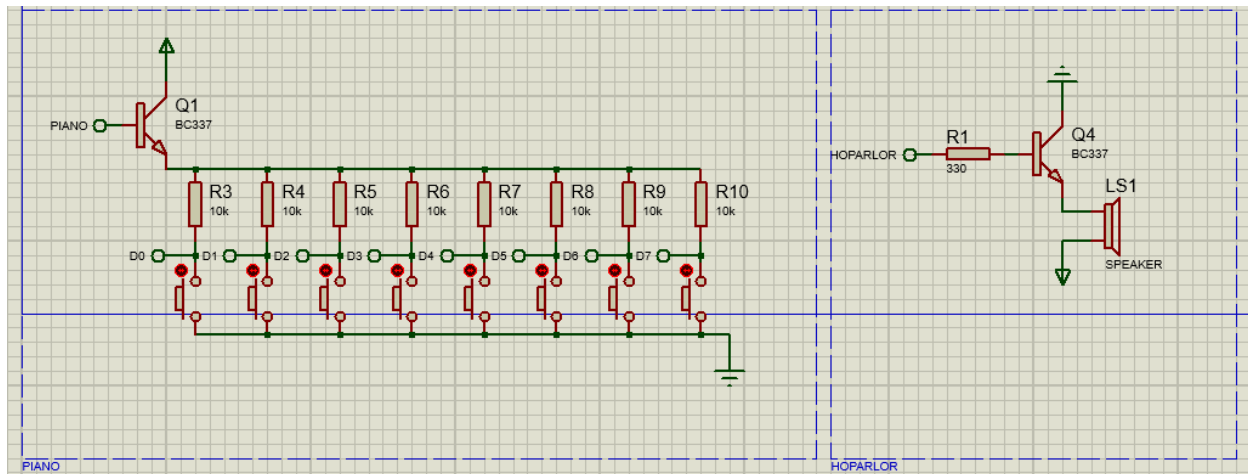 Q1
BC337
PIANO
R3
10k
R4
10k
R5
10k
R6
10k
R7
10k
R8
10k
R9
10k
R10
10k
D0
D1
D2
D3
D4
D5
D6
D7
PIANO
HOPARLOR
R1
330
Q4
BC337
LS1
SPEAKER
HOPARLOR